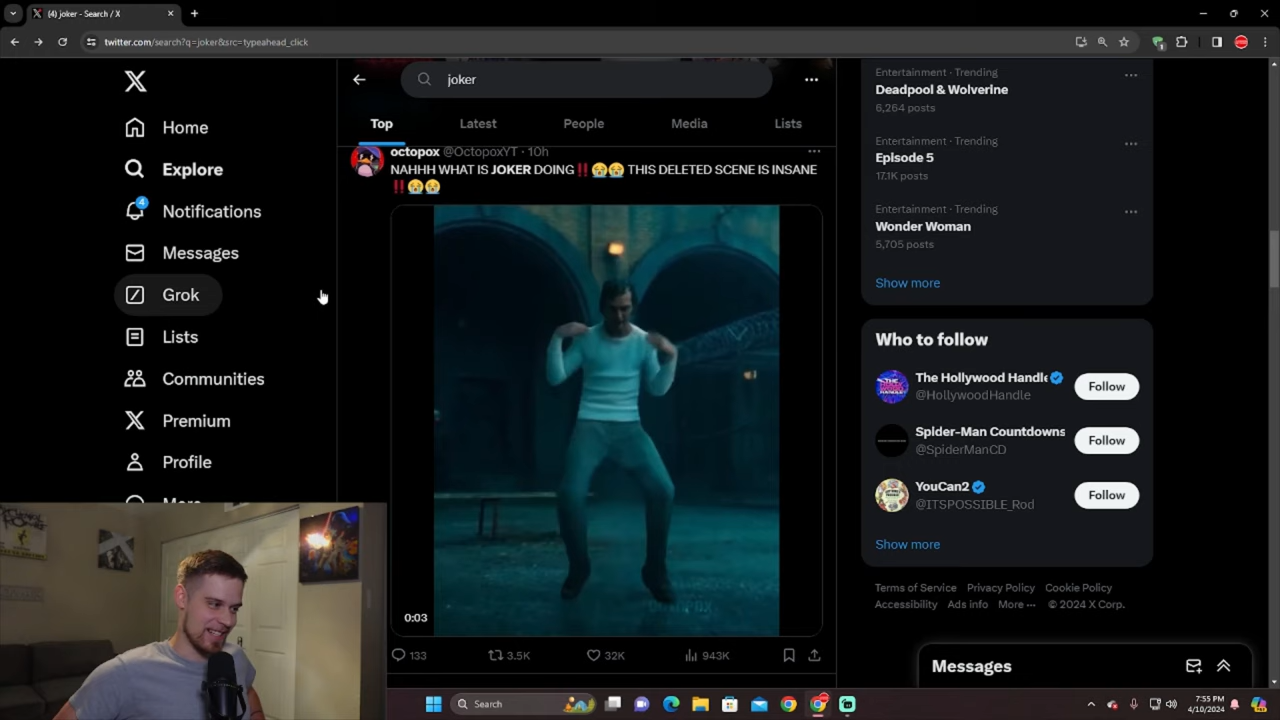 (4) joker - Search / X
twitter.com/search?q=joker&src=typeahead_click
Home
Explore
4
Notifications
Messages
Grok
Lists
Communities
Premium
Profile
More
joker
Top
Latest
People
Media
Lists
octopox @OctopoxYT · 10h
NAHHH WHAT IS JOKER DOING‼️😭😭 THIS DELETED SCENE IS INSANE
‼️😭😭
0:03
133
3.5K
32K
943K
Entertainment · Trending
Deadpool & Wolverine
6,264 posts
Entertainment · Trending
Episode 5
17.1K posts
Entertainment · Trending
Wonder Woman
5,705 posts
Show more
Who to follow
The Hollywood Handle
@HollywoodHandle
Follow
Spider-Man Countdowns
@SpiderManCD
Follow
YouCan2
@ITSPOSSIBLE_Rod
Follow
Show more
Terms of Service Privacy Policy Cookie Policy
Accessibility Ads info More ··· © 2024 X Corp.
Messages
Search
7:55 PM
4/10/2024